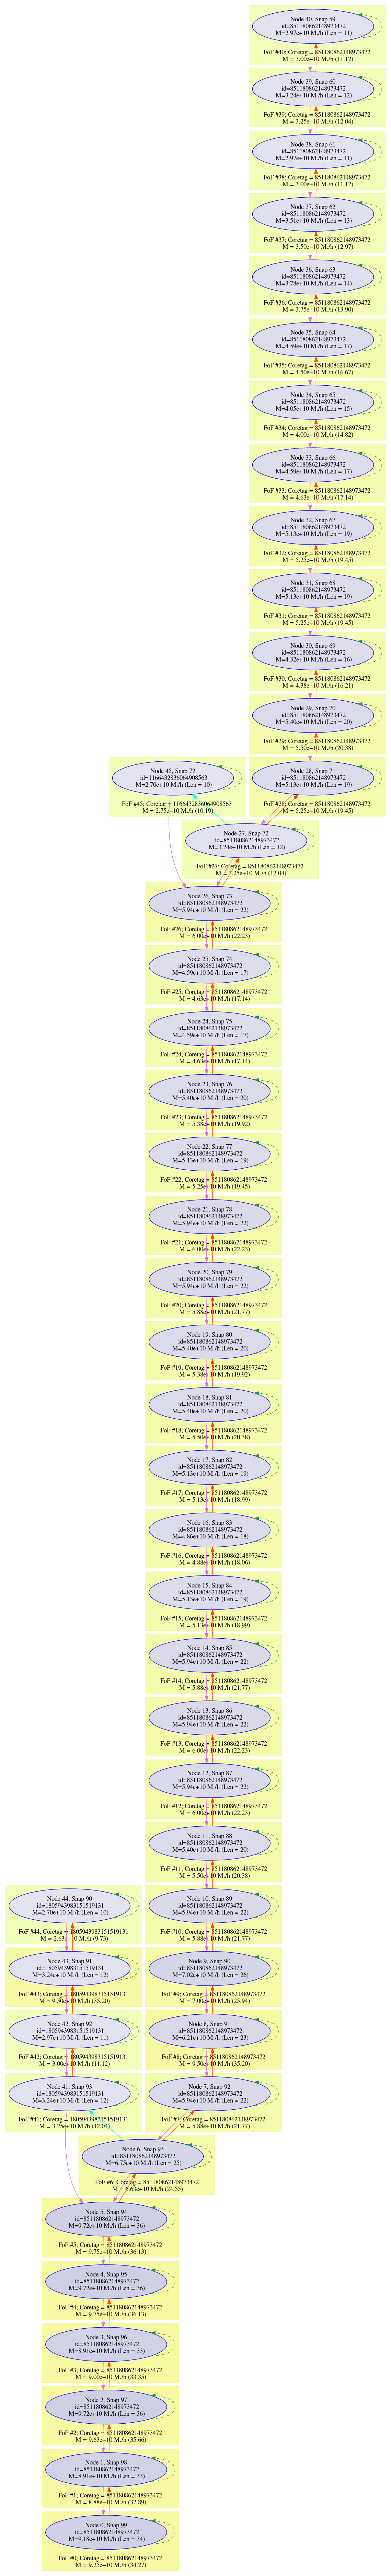 Node 40, Snap 59
id=851180862148973472
M=2.97e+10 M./h (Len = 11)
FoF #40; Coretag = 851180862148973472
M = 3.00e+10 M./h (11.12)
Node 39, Snap 60
id=851180862148973472
M=3.24e+10 M./h (Len = 12)
FoF #39; Coretag = 851180862148973472
M = 3.25e+10 M./h (12.04)
Node 38, Snap 61
id=851180862148973472
M=2.97e+10 M./h (Len = 11)
FoF #38; Coretag = 851180862148973472
M = 3.00e+10 M./h (11.12)
Node 37, Snap 62
id=851180862148973472
M=3.51e+10 M./h (Len = 13)
FoF #37; Coretag = 851180862148973472
M = 3.50e+10 M./h (12.97)
Node 36, Snap 63
id=851180862148973472
M=3.78e+10 M./h (Len = 14)
FoF #36; Coretag = 851180862148973472
M = 3.75e+10 M./h (13.90)
Node 35, Snap 64
id=851180862148973472
M=4.59e+10 M./h (Len = 17)
FoF #35; Coretag = 851180862148973472
M = 4.50e+10 M./h (16.67)
Node 34, Snap 65
id=851180862148973472
M=4.05e+10 M./h (Len = 15)
FoF #34; Coretag = 851180862148973472
M = 4.00e+10 M./h (14.82)
Node 33, Snap 66
id=851180862148973472
M=4.59e+10 M./h (Len = 17)
FoF #33; Coretag = 851180862148973472
M = 4.63e+10 M./h (17.14)
Node 32, Snap 67
id=851180862148973472
M=5.13e+10 M./h (Len = 19)
FoF #32; Coretag = 851180862148973472
M = 5.25e+10 M./h (19.45)
Node 31, Snap 68
id=851180862148973472
M=5.13e+10 M./h (Len = 19)
FoF #31; Coretag = 851180862148973472
M = 5.25e+10 M./h (19.45)
Node 30, Snap 69
id=851180862148973472
M=4.32e+10 M./h (Len = 16)
FoF #30; Coretag = 851180862148973472
M = 4.38e+10 M./h (16.21)
Node 29, Snap 70
id=851180862148973472
M=5.40e+10 M./h (Len = 20)
FoF #29; Coretag = 851180862148973472
M = 5.50e+10 M./h (20.38)
Node 45, Snap 72
id=1166432836064908563
M=2.70e+10 M./h (Len = 10)
FoF #45; Coretag = 1166432836064908563
M = 2.75e+10 M./h (10.19)
Node 28, Snap 71
id=851180862148973472
M=5.13e+10 M./h (Len = 19)
FoF #28; Coretag = 851180862148973472
M = 5.25e+10 M./h (19.45)
Node 27, Snap 72
id=851180862148973472
M=3.24e+10 M./h (Len = 12)
FoF #27; Coretag = 851180862148973472
M = 3.25e+10 M./h (12.04)
Node 26, Snap 73
id=851180862148973472
M=5.94e+10 M./h (Len = 22)
FoF #26; Coretag = 851180862148973472
M = 6.00e+10 M./h (22.23)
Node 25, Snap 74
id=851180862148973472
M=4.59e+10 M./h (Len = 17)
FoF #25; Coretag = 851180862148973472
M = 4.63e+10 M./h (17.14)
Node 24, Snap 75
id=851180862148973472
M=4.59e+10 M./h (Len = 17)
FoF #24; Coretag = 851180862148973472
M = 4.63e+10 M./h (17.14)
Node 23, Snap 76
id=851180862148973472
M=5.40e+10 M./h (Len = 20)
FoF #23; Coretag = 851180862148973472
M = 5.38e+10 M./h (19.92)
Node 22, Snap 77
id=851180862148973472
M=5.13e+10 M./h (Len = 19)
FoF #22; Coretag = 851180862148973472
M = 5.25e+10 M./h (19.45)
Node 21, Snap 78
id=851180862148973472
M=5.94e+10 M./h (Len = 22)
FoF #21; Coretag = 851180862148973472
M = 6.00e+10 M./h (22.23)
Node 20, Snap 79
id=851180862148973472
M=5.94e+10 M./h (Len = 22)
FoF #20; Coretag = 851180862148973472
M = 5.88e+10 M./h (21.77)
Node 19, Snap 80
id=851180862148973472
M=5.40e+10 M./h (Len = 20)
FoF #19; Coretag = 851180862148973472
M = 5.38e+10 M./h (19.92)
Node 18, Snap 81
id=851180862148973472
M=5.40e+10 M./h (Len = 20)
FoF #18; Coretag = 851180862148973472
M = 5.50e+10 M./h (20.38)
Node 17, Snap 82
id=851180862148973472
M=5.13e+10 M./h (Len = 19)
FoF #17; Coretag = 851180862148973472
M = 5.13e+10 M./h (18.99)
Node 16, Snap 83
id=851180862148973472
M=4.86e+10 M./h (Len = 18)
FoF #16; Coretag = 851180862148973472
M = 4.88e+10 M./h (18.06)
Node 15, Snap 84
id=851180862148973472
M=5.13e+10 M./h (Len = 19)
FoF #15; Coretag = 851180862148973472
M = 5.13e+10 M./h (18.99)
Node 14, Snap 85
id=851180862148973472
M=5.94e+10 M./h (Len = 22)
FoF #14; Coretag = 851180862148973472
M = 5.88e+10 M./h (21.77)
Node 13, Snap 86
id=851180862148973472
M=5.94e+10 M./h (Len = 22)
FoF #13; Coretag = 851180862148973472
M = 6.00e+10 M./h (22.23)
Node 12, Snap 87
id=851180862148973472
M=5.94e+10 M./h (Len = 22)
FoF #12; Coretag = 851180862148973472
M = 6.00e+10 M./h (22.23)
Node 11, Snap 88
id=851180862148973472
M=5.40e+10 M./h (Len = 20)
FoF #11; Coretag = 851180862148973472
M = 5.50e+10 M./h (20.38)
Node 44, Snap 90
id=1805943983151519131
M=2.70e+10 M./h (Len = 10)
FoF #44; Coretag = 1805943983151519131
M = 2.63e+10 M./h (9.73)
Node 10, Snap 89
id=851180862148973472
M=5.94e+10 M./h (Len = 22)
FoF #10; Coretag = 851180862148973472
M = 5.88e+10 M./h (21.77)
Node 43, Snap 91
id=1805943983151519131
M=3.24e+10 M./h (Len = 12)
FoF #43; Coretag = 1805943983151519131
M = 9.50e+10 M./h (35.20)
Node 9, Snap 90
id=851180862148973472
M=7.02e+10 M./h (Len = 26)
FoF #9; Coretag = 851180862148973472
M = 7.00e+10 M./h (25.94)
Node 42, Snap 92
id=1805943983151519131
M=2.97e+10 M./h (Len = 11)
FoF #42; Coretag = 1805943983151519131
M = 3.00e+10 M./h (11.12)
Node 8, Snap 91
id=851180862148973472
M=6.21e+10 M./h (Len = 23)
FoF #8; Coretag = 851180862148973472
M = 9.50e+10 M./h (35.20)
Node 41, Snap 93
id=1805943983151519131
M=3.24e+10 M./h (Len = 12)
FoF #41; Coretag = 1805943983151519131
M = 3.25e+10 M./h (12.04)
Node 7, Snap 92
id=851180862148973472
M=5.94e+10 M./h (Len = 22)
FoF #7; Coretag = 851180862148973472
M = 5.88e+10 M./h (21.77)
Node 6, Snap 93
id=851180862148973472
M=6.75e+10 M./h (Len = 25)
FoF #6; Coretag = 851180862148973472
M = 6.63e+10 M./h (24.55)
Node 5, Snap 94
id=851180862148973472
M=9.72e+10 M./h (Len = 36)
FoF #5; Coretag = 851180862148973472
M = 9.75e+10 M./h (36.13)
Node 4, Snap 95
id=851180862148973472
M=9.72e+10 M./h (Len = 36)
FoF #4; Coretag = 851180862148973472
M = 9.75e+10 M./h (36.13)
Node 3, Snap 96
id=851180862148973472
M=8.91e+10 M./h (Len = 33)
FoF #3; Coretag = 851180862148973472
M = 9.00e+10 M./h (33.35)
Node 2, Snap 97
id=851180862148973472
M=9.72e+10 M./h (Len = 36)
FoF #2; Coretag = 851180862148973472
M = 9.63e+10 M./h (35.66)
Node 1, Snap 98
id=851180862148973472
M=8.91e+10 M./h (Len = 33)
FoF #1; Coretag = 851180862148973472
M = 8.88e+10 M./h (32.89)
Node 0, Snap 99
id=851180862148973472
M=9.18e+10 M./h (Len = 34)
FoF #0; Coretag = 851180862148973472
M = 9.25e+10 M./h (34.27)